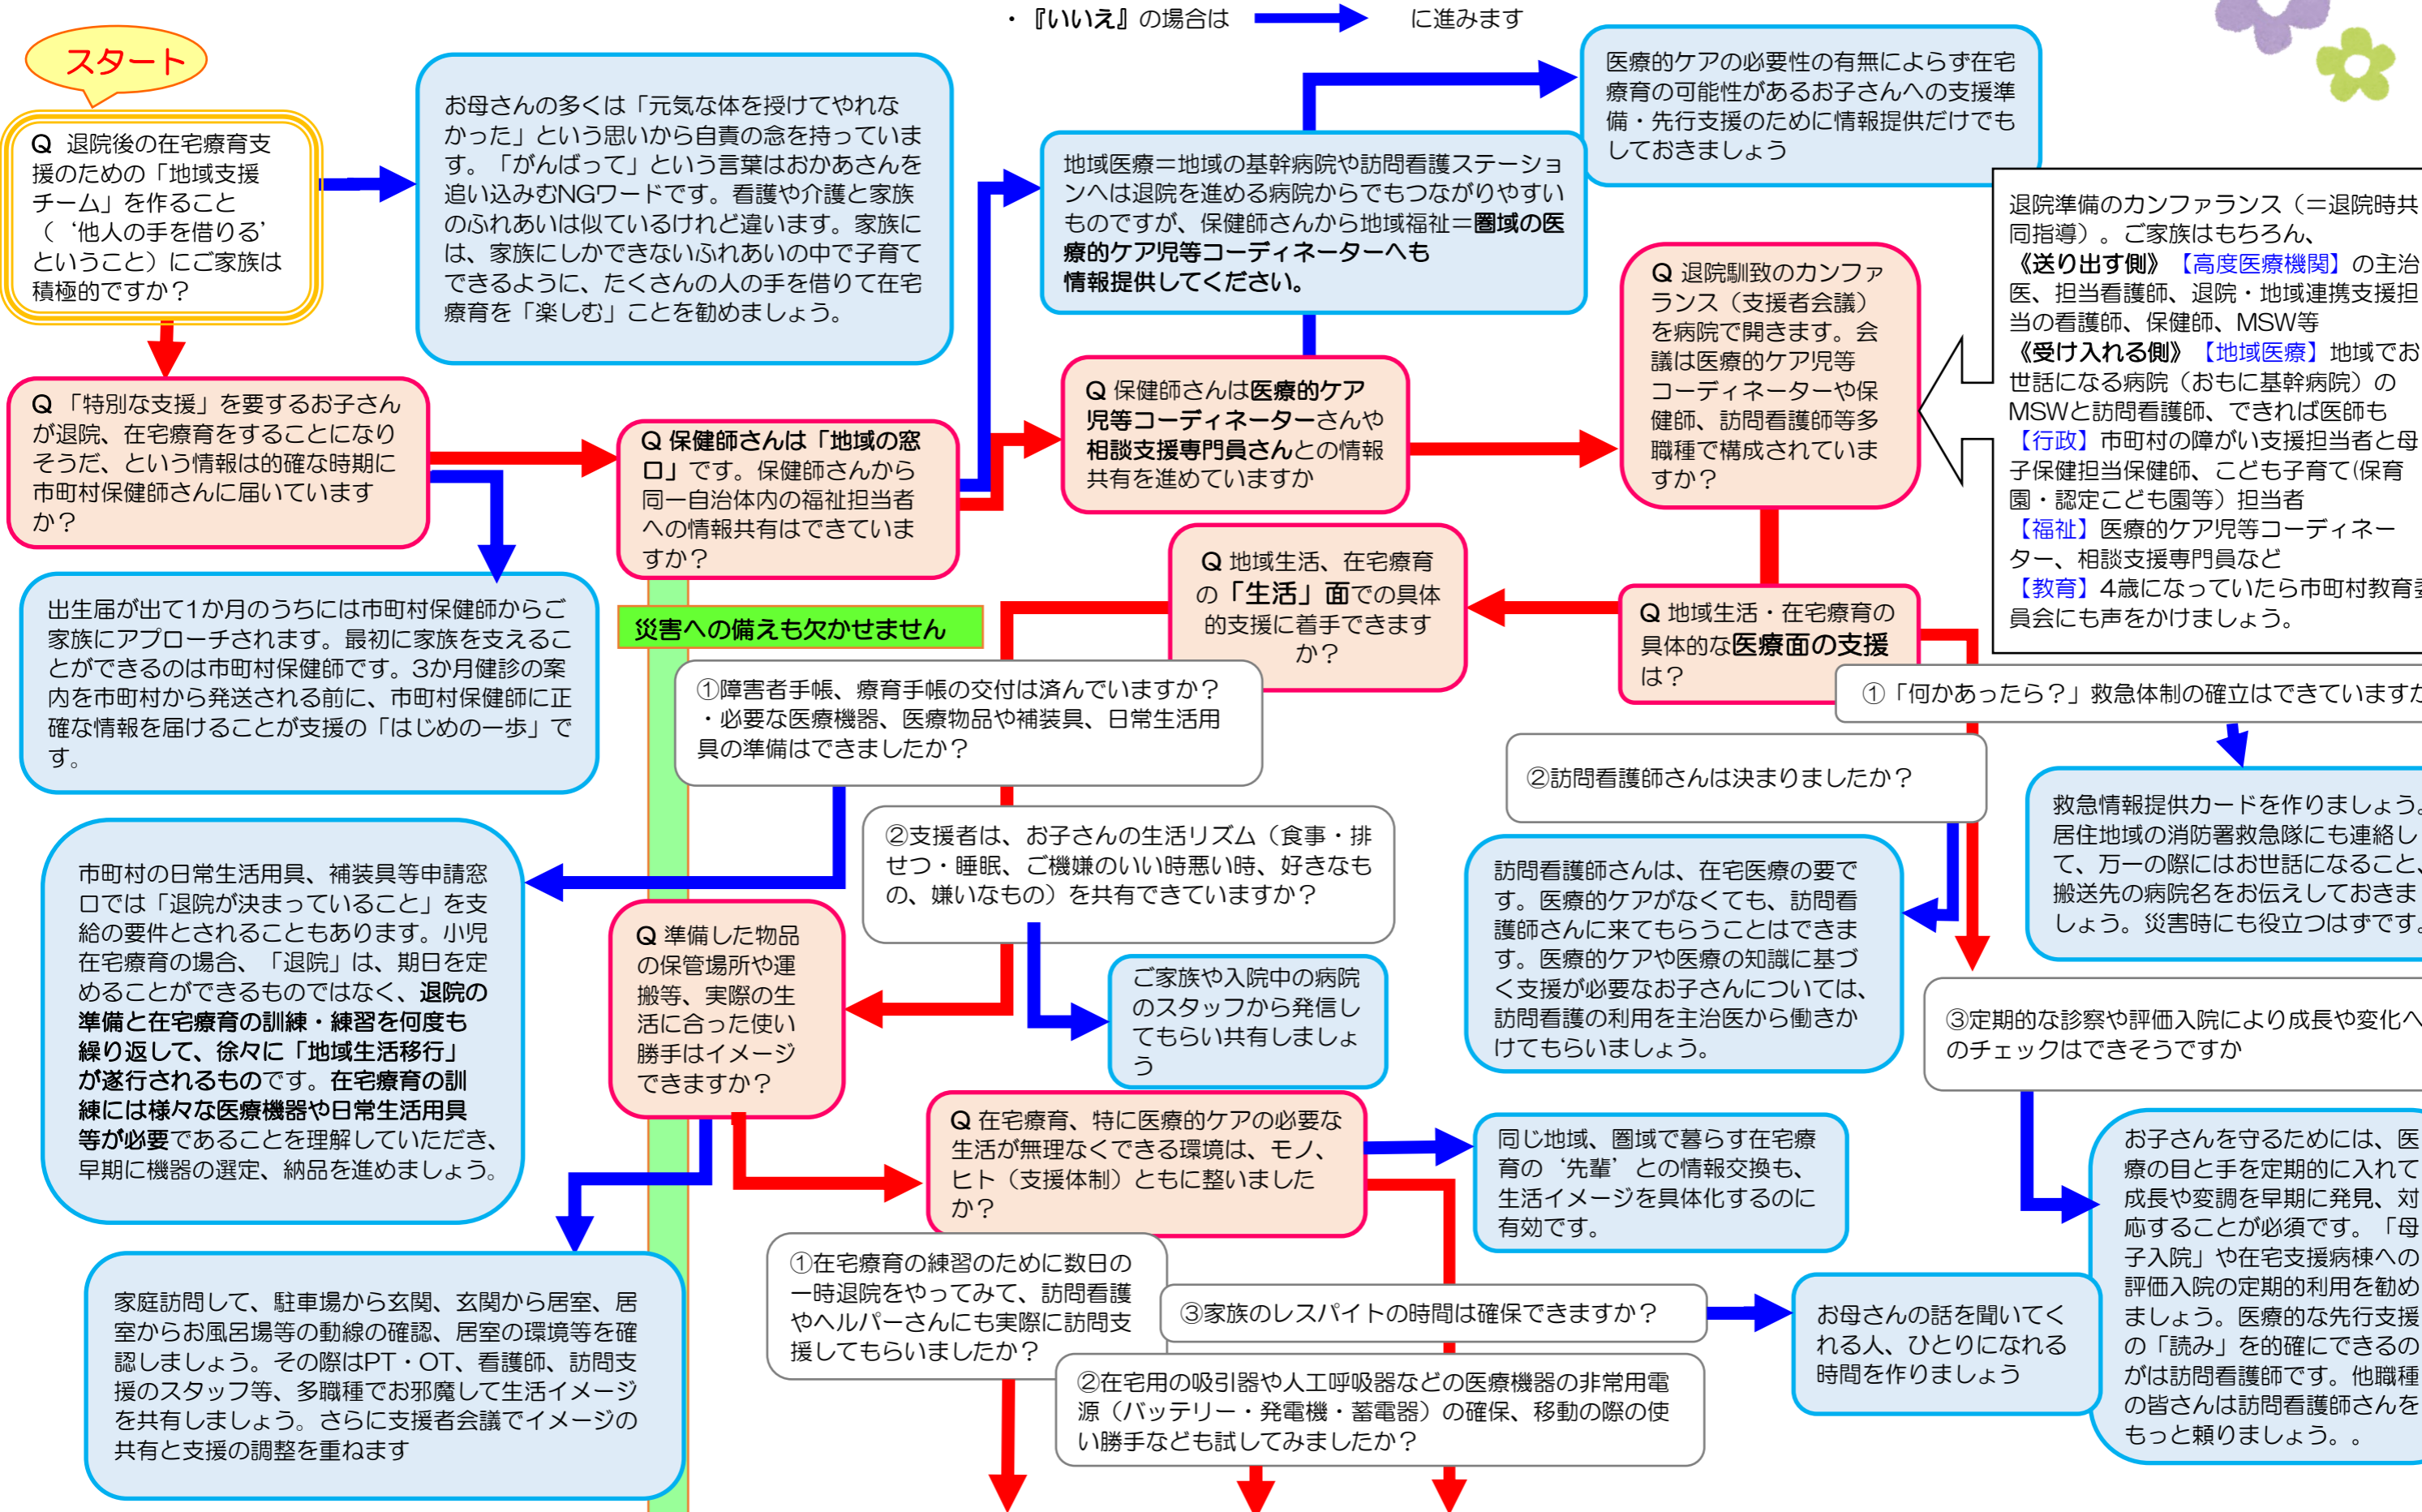 ・『いいえ』の場合は　に進みます
スタート
Q 退院後の在宅療育支
援のための「地域支援
チーム」を作ること
（‘他人の手を借りる’
ということ）にご家族は
積極的ですか？
お母さんの多くは「元気な体を授けてやれな
かった」という思いから自責の念を持っていま
す。「がんばって」という言葉はおかあさんを
追い込みむNGワードです。看護や介護と家族
のふれあいは似ているけれど違います。家族に
は、家族にしかできないふれあいの中で子育て
できるように、たくさんの人の手を借りて在宅
療育を「楽しむ」ことを勧めましょう。
医療的ケアの必要性の有無によらず在宅
療育の可能性があるお子さんへの支援準
備・先行支援のために情報提供だけでも
しておきましょう
地域医療＝地域の基幹病院や訪問看護ステーショ
ンへは退院を進める病院からでもつながりやすい
ものですが、保健師さんから地域福祉＝圏域の医
療的ケア児等コーディネーターへも
情報提供してください。
退院準備のカンファランス（＝退院時共
同指導）。ご家族はもちろん、
《送り出す側》【高度医療機関】の主治
医、担当看護師、退院・地域連携支援担
当の看護師、保健師、MSW等
《受け入れる側》【地域医療】地域でお
世話になる病院（おもに基幹病院）の
MSWと訪問看護師、できれば医師も
【行政】市町村の障がい支援担当者と母
子保健担当保健師、こども子育て(保育
園・認定こども園等）担当者
【福祉】医療的ケア児等コーディネー
ター、相談支援専門員など
【教育】4歳になっていたら市町村教育委
員会にも声をかけましょう。
Q 退院馴致のカンファ
ランス（支援者会議）
を病院で開きます。会
議は医療的ケア児等
コーディネーターや保
健師、訪問看護師等多
職種で構成されていま
すか？
Q 「特別な支援」を要するお子さん
が退院、在宅療育をすることになり
そうだ、という情報は的確な時期に
市町村保健師さんに届いています
か？
Q 保健師さんは「地域の窓
口」です。保健師さんから
同一自治体内の福祉担当者
への情報共有はできていま
すか？
Q 保健師さんは医療的ケア
児等コーディネーターさんや
相談支援専門員さんとの情報
共有を進めていますか
出生届が出て1か月のうちには市町村保健師からご
家族にアプローチされます。最初に家族を支えるこ
とができるのは市町村保健師です。3か月健診の案
内を市町村から発送される前に、市町村保健師に正
確な情報を届けることが支援の「はじめの一歩」で
す。
災害への備えも欠かせません
Q 地域生活、在宅療育
の「生活」面での具体
的支援に着手できます
か？
Q 地域生活・在宅療育の
具体的な医療面の支援
は？
①障害者手帳、療育手帳の交付は済んでいますか？
・必要な医療機器、医療物品や補装具、日常生活用
具の準備はできましたか？
①「何かあったら？」救急体制の確立はできていますか
②訪問看護師さんは決まりましたか？
救急情報提供カードを作りましょう。
居住地域の消防署救急隊にも連絡し
て、万一の際にはお世話になること、
搬送先の病院名をお伝えしておきま
しょう。災害時にも役立つはずです。
②支援者は、お子さんの生活リズム（食事・排
せつ・睡眠、ご機嫌のいい時悪い時、好きなも
の、嫌いなもの）を共有できていますか？
市町村の日常生活用具、補装具等申請窓
口では「退院が決まっていること」を支
給の要件とされることもあります。小児
在宅療育の場合、「退院」は、期日を定
めることができるものではなく、退院の
準備と在宅療育の訓練・練習を何度も
繰り返して、徐々に「地域生活移行」
が遂行されるものです。在宅療育の訓
練には様々な医療機器や日常生活用具
等が必要であることを理解していただき、
早期に機器の選定、納品を進めましょう。
訪問看護師さんは、在宅医療の要で
す。医療的ケアがなくても、訪問看
護師さんに来てもらうことはできま
す。医療的ケアや医療の知識に基づ
く支援が必要なお子さんについては、
訪問看護の利用を主治医から働きか
けてもらいましょう。
Q 準備した物品
の保管場所や運
搬等、実際の生
活に合った使い
勝手はイメージ
できますか？
ご家族や入院中の病院
のスタッフから発信し
てもらい共有しましょ
う
③定期的な診察や評価入院により成長や変化へ
のチェックはできそうですか
Q 在宅療育、特に医療的ケアの必要な
生活が無理なくできる環境は、モノ、
ヒト（支援体制）ともに整いました
か？
同じ地域、圏域で暮らす在宅療
育の‘先輩’との情報交換も、
生活イメージを具体化するのに
有効です。
お子さんを守るためには、医
療の目と手を定期的に入れて
成長や変調を早期に発見、対
応することが必須です。「母
子入院」や在宅支援病棟への
評価入院の定期的利用を勧め
ましょう。医療的な先行支援
の「読み」を的確にできるの
がは訪問看護師です。他職種
の皆さんは訪問看護師さんを
もっと頼りましょう。。
①在宅療育の練習のために数日の
一時退院をやってみて、訪問看護
やヘルパーさんにも実際に訪問支
援してもらいましたか？
③家族のレスパイトの時間は確保できますか？
お母さんの話を聞いてく
れる人、ひとりになれる
時間を作りましょう
家庭訪問して、駐車場から玄関、玄関から居室、居
室からお風呂場等の動線の確認、居室の環境等を確
認しましょう。その際はPT・OT、看護師、訪問支
援のスタッフ等、多職種でお邪魔して生活イメージ
を共有しましょう。さらに支援者会議でイメージの
共有と支援の調整を重ねます
②在宅用の吸引器や人工呼吸器などの医療機器の非常用電
源（バッテリー・発電機・蓄電器）の確保、移動の際の使
い勝手なども試してみましたか？